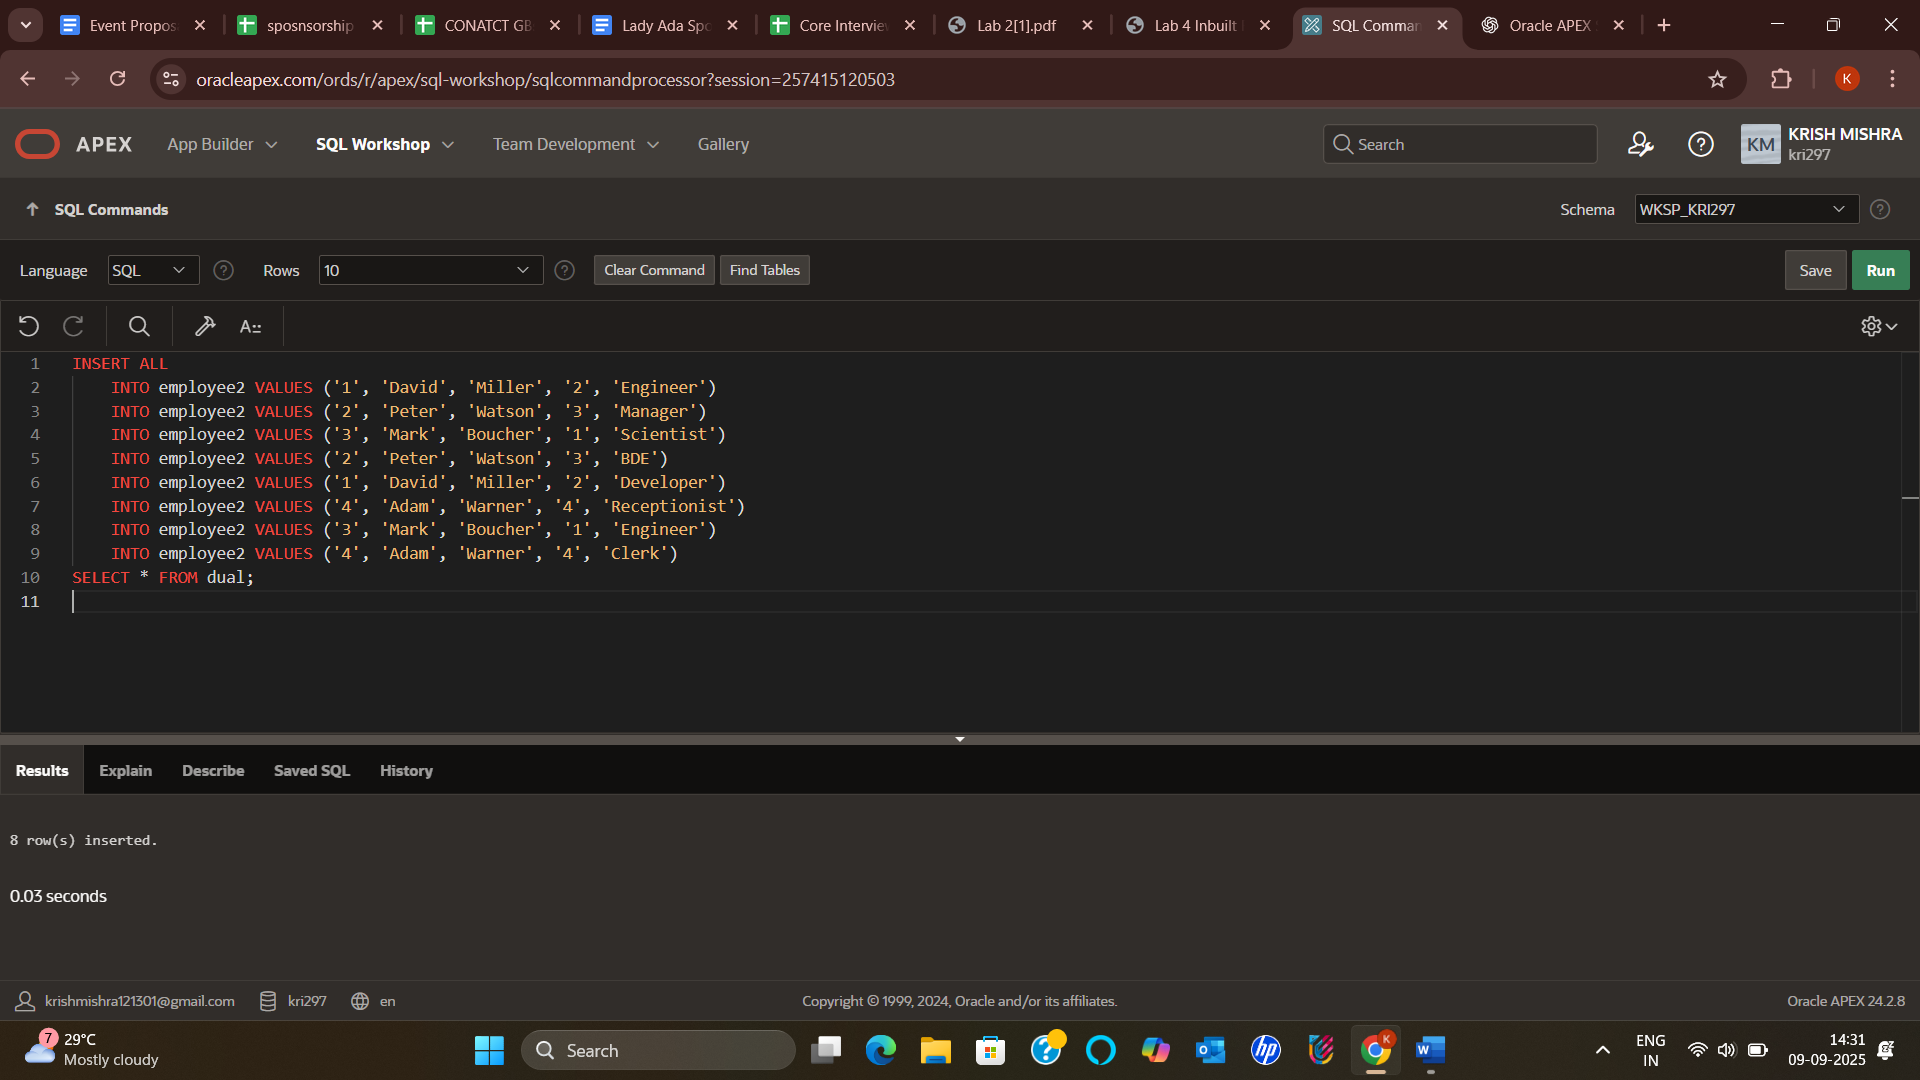 Event Propos
sposnsorship
CONATCT GB
Lady Ada Spo
Core Intervie
Lab 2[1].pdf
Lab 4 Inbuilt
SQL Comman
Oracle APEX
oracleapex.com/ords/r/apex/sql-workshop/sqlcommandprocessor?session=257415120503
K
APEX
App Builder
SQL Workshop
Team Development
Gallery
Search
KM
KRISH MISHRA
kri297
SQL Commands
Schema
WKSP_KRI297
Language
SQL
Rows
10
Clear Command
Find Tables
Save
Run
1 INSERT ALL
2 INTO employee2 VALUES ('1', 'David', 'Miller', '2', 'Engineer')
3 INTO employee2 VALUES ('2', 'Peter', 'Watson', '3', 'Manager')
4 INTO employee2 VALUES ('3', 'Mark', 'Boucher', '1', 'Scientist')
5 INTO employee2 VALUES ('2', 'Peter', 'Watson', '3', 'BDE')
6 INTO employee2 VALUES ('1', 'David', 'Miller', '2', 'Developer')
7 INTO employee2 VALUES ('4', 'Adam', 'Warner', '4', 'Receptionist')
8 INTO employee2 VALUES ('3', 'Mark', 'Boucher', '1', 'Engineer')
9 INTO employee2 VALUES ('4', 'Adam', 'Warner', '4', 'Clerk')
10 SELECT * FROM dual;
11
Results
Explain
Describe
Saved SQL
History
8 row(s) inserted.
0.03 seconds
krishmishra121301@gmail.com
kri297
en
Copyright © 1999, 2024, Oracle and/or its affiliates.
Oracle APEX 24.2.8
7
29°C
Mostly cloudy
Search
hp
K
ENG
IN
14:31
09-09-2025